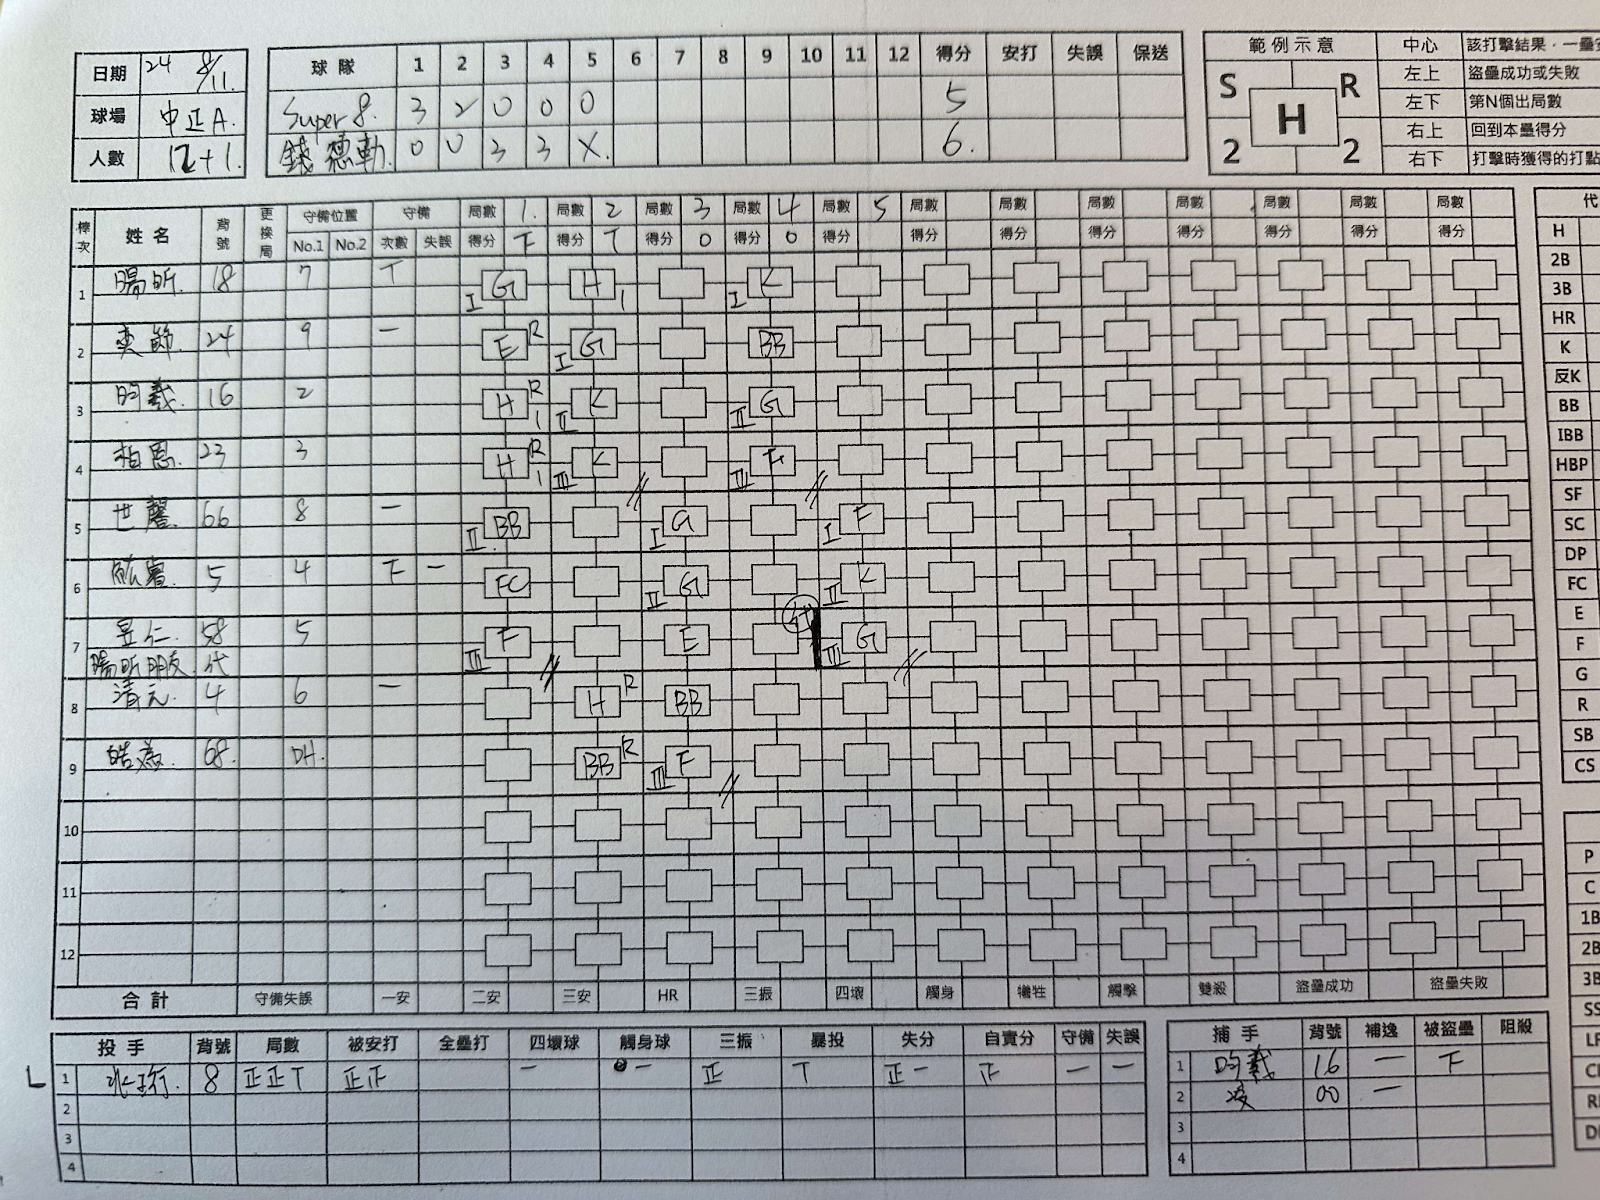 日期 24 8/11.
球場 中正A.
人數 12+1.
球隊 1 2 3 4 5 6 7 8 9 10 11 12 得分 安打 失誤 保送
Super 8. 3 2 0 0 0 5
錢德勒. 0 0 3 3 X. 6.
範例示意
S R
H
2 2
中心 該打擊結果．一壘安
左上 盜壘成功或失敗
左下 第N個出局數
右上 回到本壘得分
右下 打擊時獲得的打點
棒次 姓名 背號 更換局 守備位置 守備 局數 1. 局數 2 局數 3 局數 4 局數 5 局數 局數 局數 局數 局數 局數 局數
No.1 No.2 次數 失誤 得分 下 得分 T 得分 0 得分 0 得分 得分 得分 得分 得分 得分 得分 得分
1 陽昕. 18 7 T I G H 1 I K
2 奕節. 24 9 一 E R I G BB
3 昀羲. 16 2 H R 1 II K II G
4 柏恩. 23 3 H R 1 III K // III F //
5 世馨. 66 8 一 II. BB I G I F
6 5 4 下 一 FC II G II K
7 昱仁. 58 5 III F // E 代 III G //
陽昕朋友 代
8 清元. 4 6 一 H R BB
9 皓為. 68. DH. BB R III F //
10
11
12
合計 守備失誤 一安 二安 三安 HR 三振 四壞 觸身 犧牲 觸擊 雙殺 盜壘成功 盜壘失敗
投手 背號 局數 被安打 全壘打 四壞球 觸身球 三振 暴投 失分 自責分 守備 失誤
L 1 8 正正T 一 一 T 正一 一 一
2
3
4
捕手 背號 補逸 被盜壘 阻殺
1 昀羲 16 一 下
2 00 一
3
4
代
H
2B
3B
HR
K
反K
BB
IBB
HBP
SF
SC
DP
FC
E
F
G
R
SB
CS
P
C
1B
2B
3B
SS